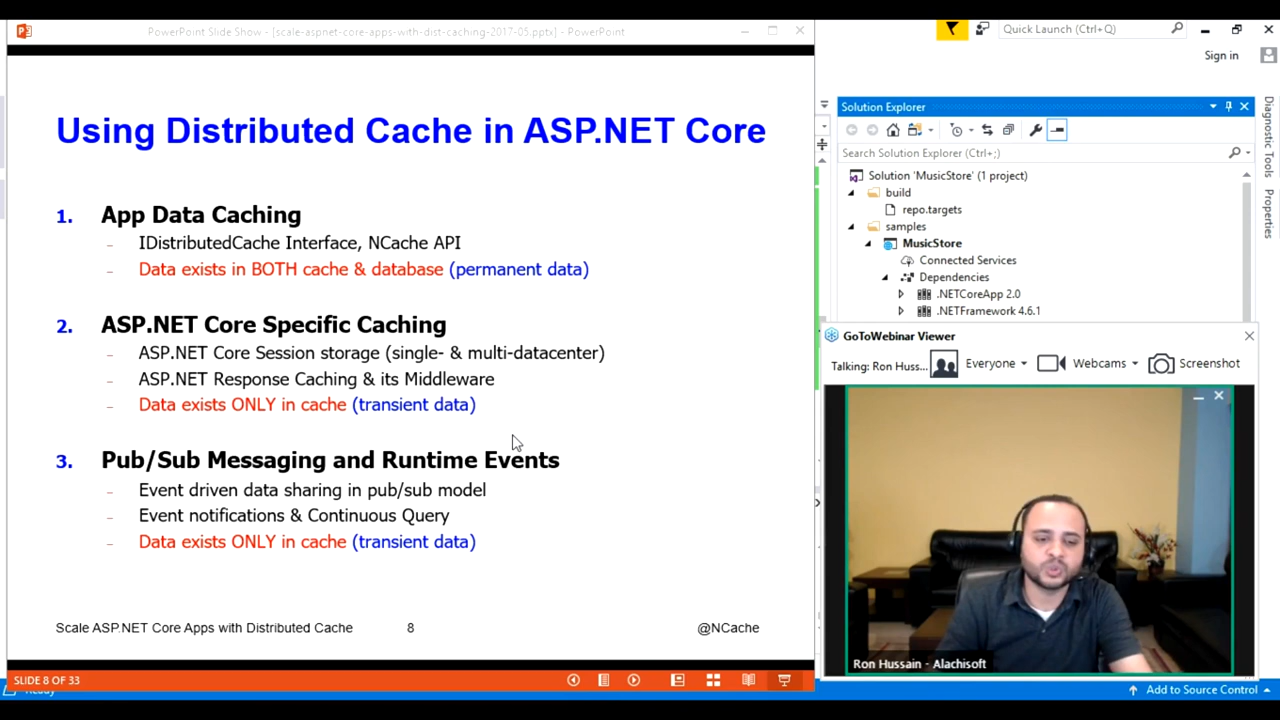 PowerPoint Slide Show - [scale-aspnet-core-apps-with-dist-caching-2017-05.pptx] - PowerPoint
Using Distributed Cache in ASP.NET Core
1. App Data Caching
– IDistributedCache Interface, NCache API
– Data exists in BOTH cache & database (permanent data)
2. ASP.NET Core Specific Caching
– ASP.NET Core Session storage (single- & multi-datacenter)
– ASP.NET Response Caching & its Middleware
– Data exists ONLY in cache (transient data)
3. Pub/Sub Messaging and Runtime Events
– Event driven data sharing in pub/sub model
– Event notifications & Continuous Query
– Data exists ONLY in cache (transient data)
Scale ASP.NET Core Apps with Distributed Cache 8 @NCache
SLIDE 8 OF 33
Ready
Quick Launch (Ctrl+Q)
Sign in
Solution Explorer
Search Solution Explorer (Ctrl+;)
Solution 'MusicStore' (1 project)
build
repo.targets
samples
MusicStore
Connected Services
Dependencies
.NETCoreApp 2.0
.NETFramework 4.6.1
Diagnostic Tools
Properties
GoToWebinar Viewer
Talking: Ron Huss... Everyone Webcams Screenshot
Ron Hussain - Alachisoft
Add to Source Control